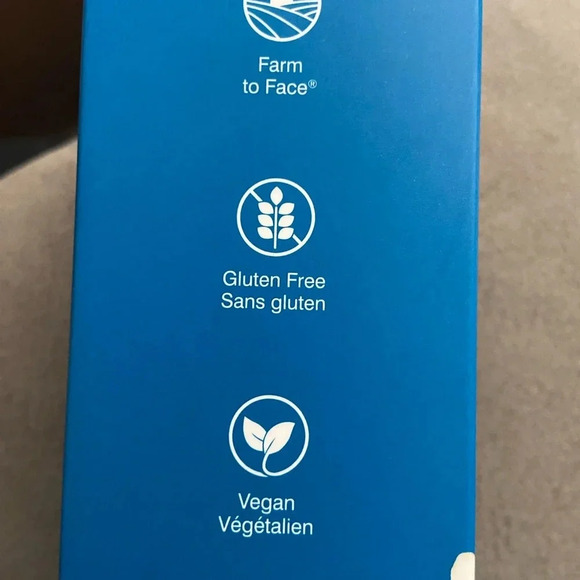 Farm
to Face®
Gluten Free
Sans gluten
Vegan
Végétalien